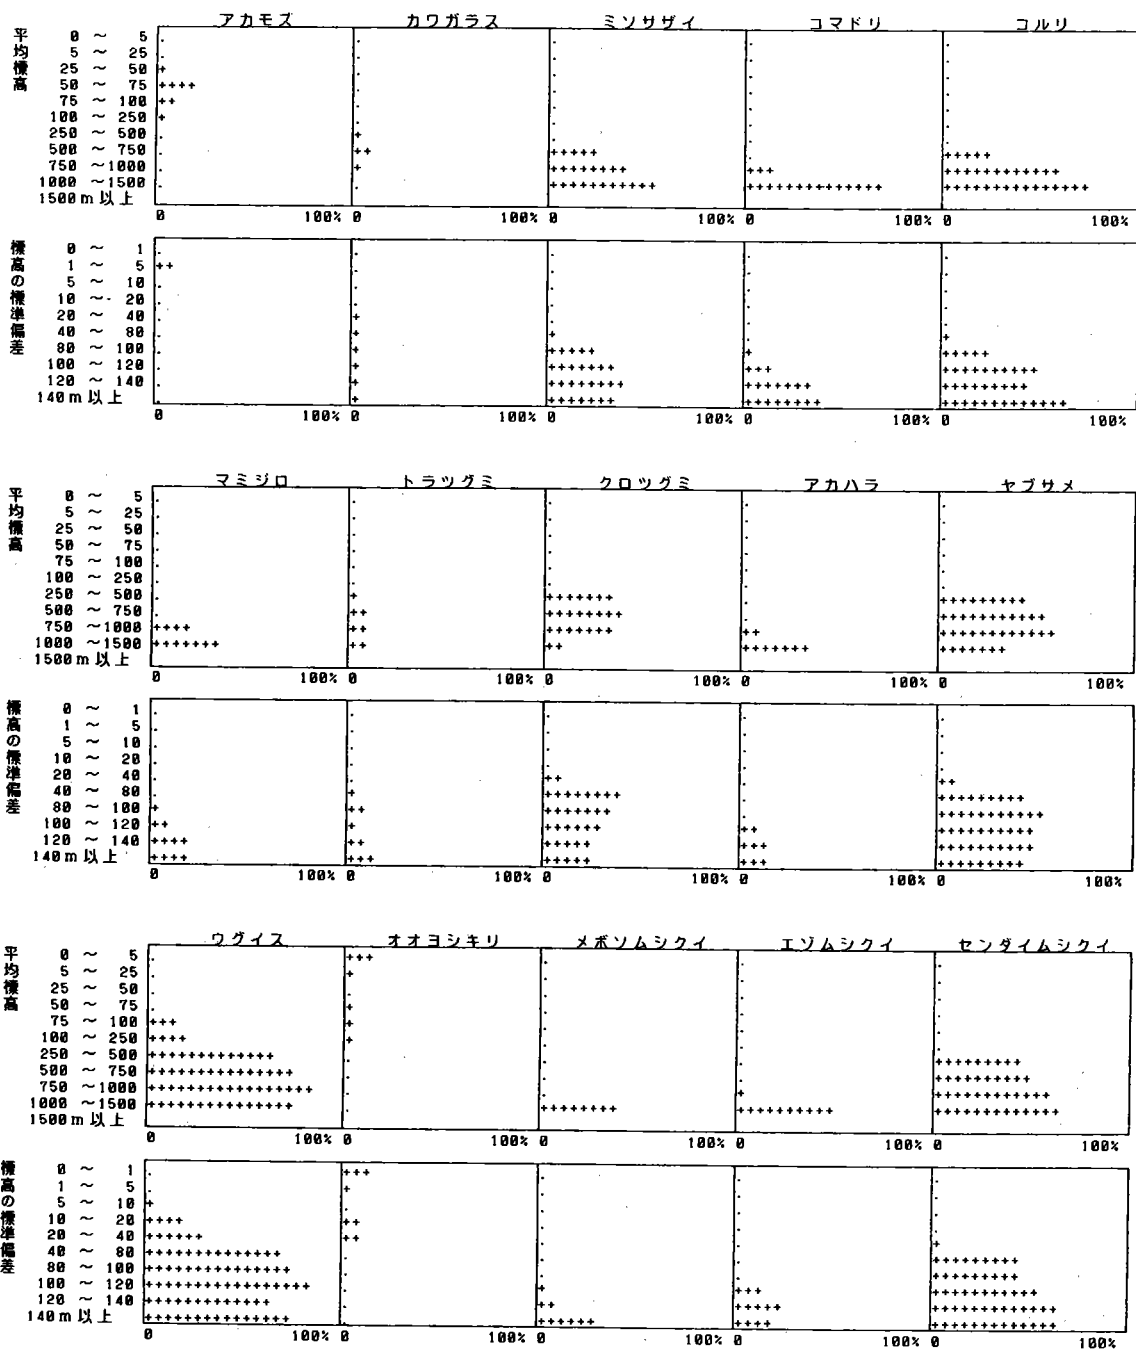 アカモズ カワガラス ミソサザイ コマドリ コルリ
平均標高
0 ～ 5
5 ～ 25
25 ～ 50
50 ～ 75
75 ～ 100
100 ～ 250
250 ～ 500
500 ～ 750
750 ～1000
1000 ～1500
1500m以上
0 100% 0 100% 0 100% 0 100% 0 100%
標高の標準偏差
0 ～ 1
1 ～ 5
5 ～ 10
10 ～ 20
20 ～ 40
40 ～ 80
80 ～ 100
100 ～ 120
120 ～ 140
140m以上
0 100% 0 100% 0 100% 0 100% 0 100%
マミジロ トラツグミ クロツグミ アカハラ ヤブサメ
平均標高
0 ～ 5
5 ～ 25
25 ～ 50
50 ～ 75
75 ～ 100
100 ～ 250
250 ～ 500
500 ～ 750
750 ～1000
1000 ～1500
1500m以上
0 100% 0 100% 0 100% 0 100% 0 100%
標高の標準偏差
0 ～ 1
1 ～ 5
5 ～ 10
10 ～ 20
20 ～ 40
40 ～ 80
80 ～ 100
100 ～ 120
120 ～ 140
140m以上
0 100% 0 100% 0 100% 0 100% 0 100%
ウグイス オオヨシキリ メボソムシクイ エゾムシクイ センダイムシクイ
平均標高
0 ～ 5
5 ～ 25
25 ～ 50
50 ～ 75
75 ～ 100
100 ～ 250
250 ～ 500
500 ～ 750
750 ～1000
1000 ～1500
1500m以上
0 100% 0 100% 0 100% 0 100% 0 100%
標高の標準偏差
0 ～ 1
1 ～ 5
5 ～ 10
10 ～ 20
20 ～ 40
40 ～ 80
80 ～ 100
100 ～ 120
120 ～ 140
140m以上
0 100% 0 100% 0 100% 0 100% 0 100%